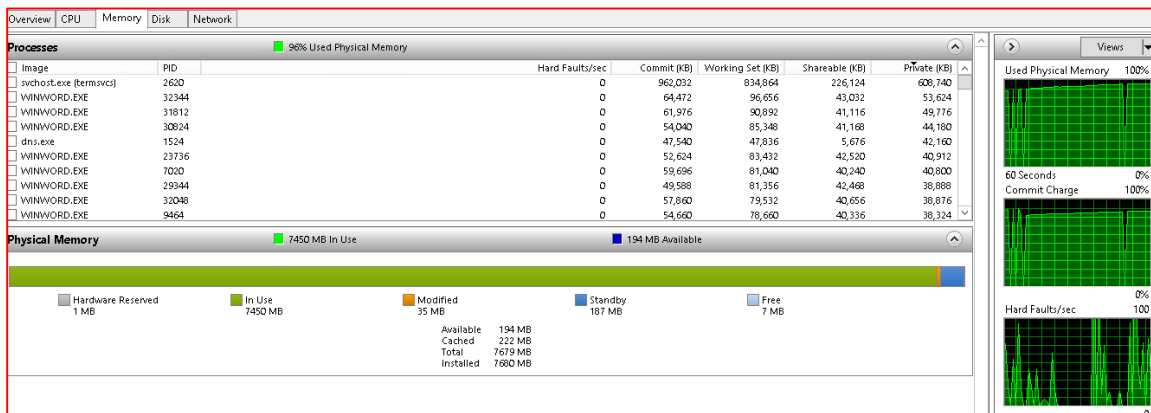 Overview CPU Memory Disk Network
Processes 96% Used Physical Memory
Image PID Hard Faults/sec Commit (KB) Working Set (KB) Shareable (KB) Private (KB)
svchost.exe (termsvcs) 2620 0 962,032 834,864 226,124 608,740
WINWORD.EXE 32344 0 64,472 96,656 43,032 53,624
WINWORD.EXE 31812 0 61,976 90,892 41,116 49,776
WINWORD.EXE 30824 0 54,040 85,348 41,168 44,180
dns.exe 1524 0 47,540 47,836 5,676 42,160
WINWORD.EXE 23736 0 52,624 83,432 42,520 40,912
WINWORD.EXE 7020 0 59,696 81,040 40,240 40,800
WINWORD.EXE 29344 0 49,588 81,356 42,468 38,888
WINWORD.EXE 32048 0 57,860 79,532 40,656 38,876
WINWORD.EXE 9464 0 54,660 78,660 40,336 38,324
Physical Memory 7450 MB In Use 194 MB Available
Hardware Reserved In Use Modified Standby Free
1 MB 7450 MB 35 MB 187 MB 7 MB
Available 194 MB
Cached 222 MB
Total 7679 MB
Installed 7680 MB
Views
Used Physical Memory 100%
60 Seconds 0%
Commit Charge 100%
0%
Hard Faults/sec 100
0